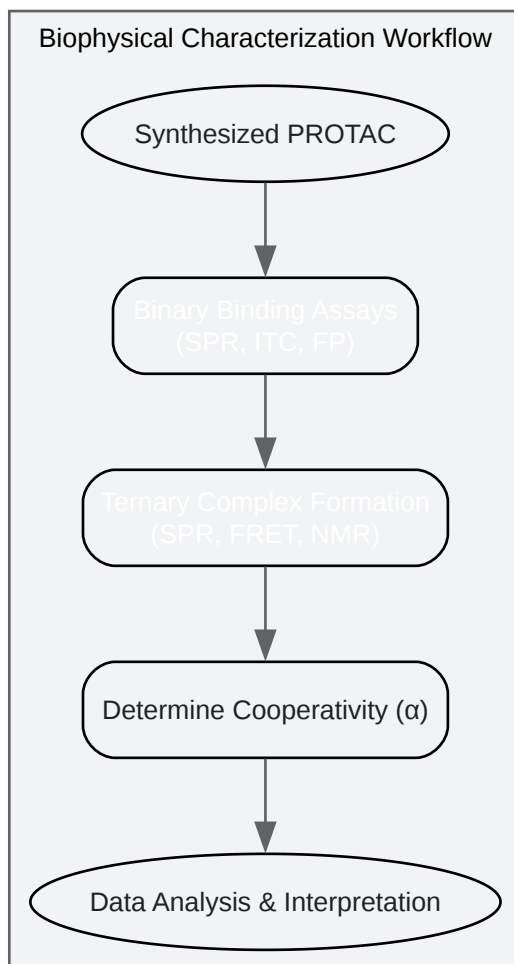 Biophysical Characterization Workflow
Synthesized PROTAC
Binary Binding Assays
(SPR, ITC, FP)
Ternary Complex Formation
(SPR, FRET, NMR)
Determine Cooperativity (α)
Data Analysis & Interpretation